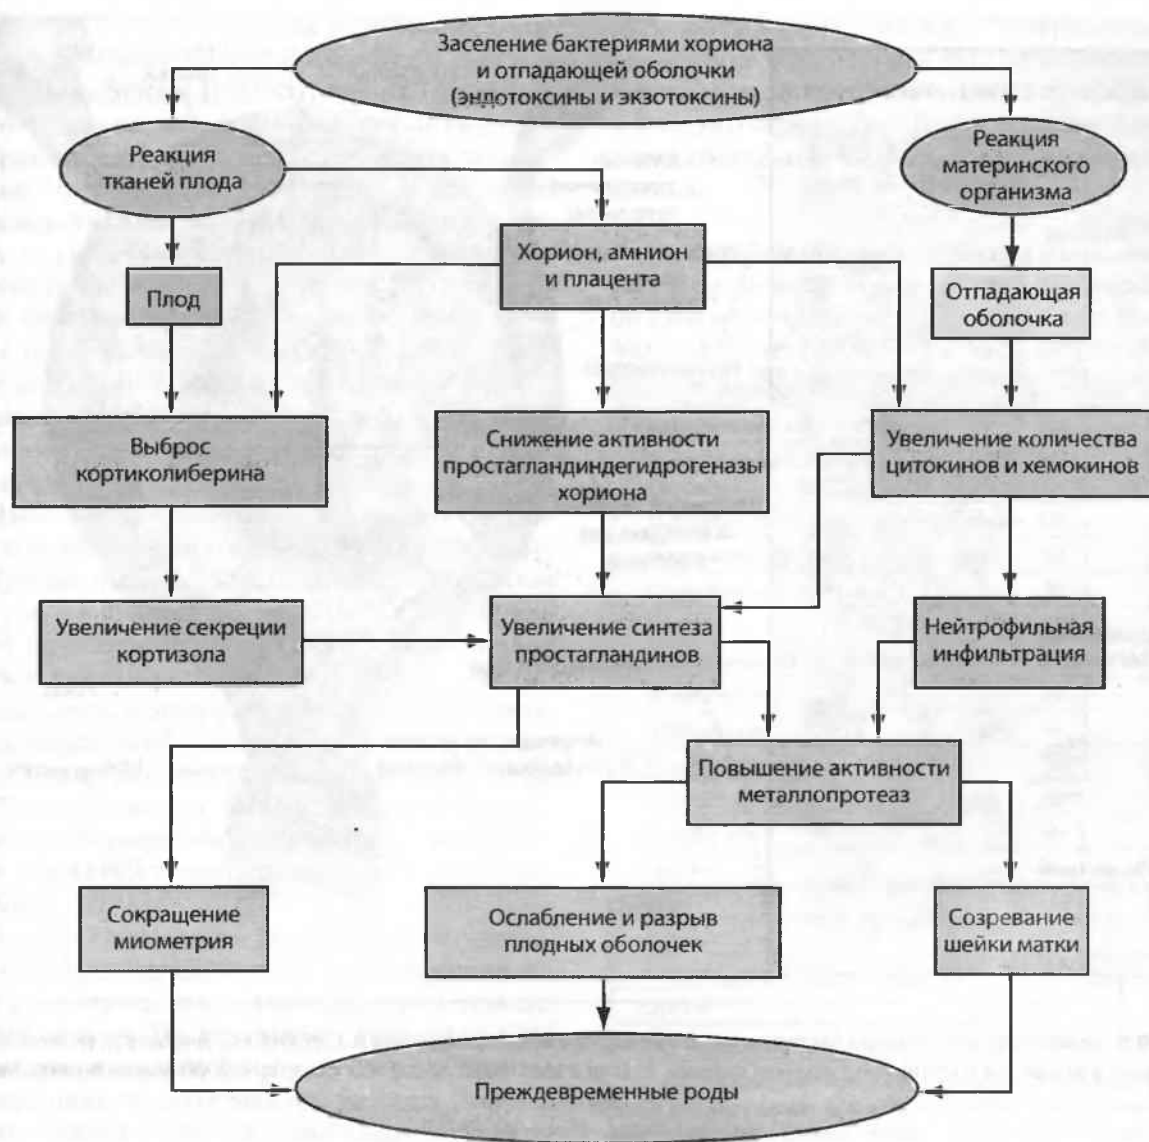 Заселение бактериями хориона
и отпадающей оболочки
(эндотоксины и экзотоксины)
Реакция
тканей плода
Реакция
материнского
организма
Хорион, амнион
и плацента
Плод
Отпадающая
оболочка
Выброс
кортиколиберина
Снижение активности
простагландиндегидрогеназы
хориона
Увеличение количества
цитокинов и хемокинов
Увеличение секреции
кортизола
Увеличение синтеза
простагландинов
Нейтрофильная
инфильтрация
Повышение активности
металлопротеаз
Сокращение
миометрия
Ослабление и разрыв
плодных оболочек
Созревание
шейки матки
Преждевременные роды